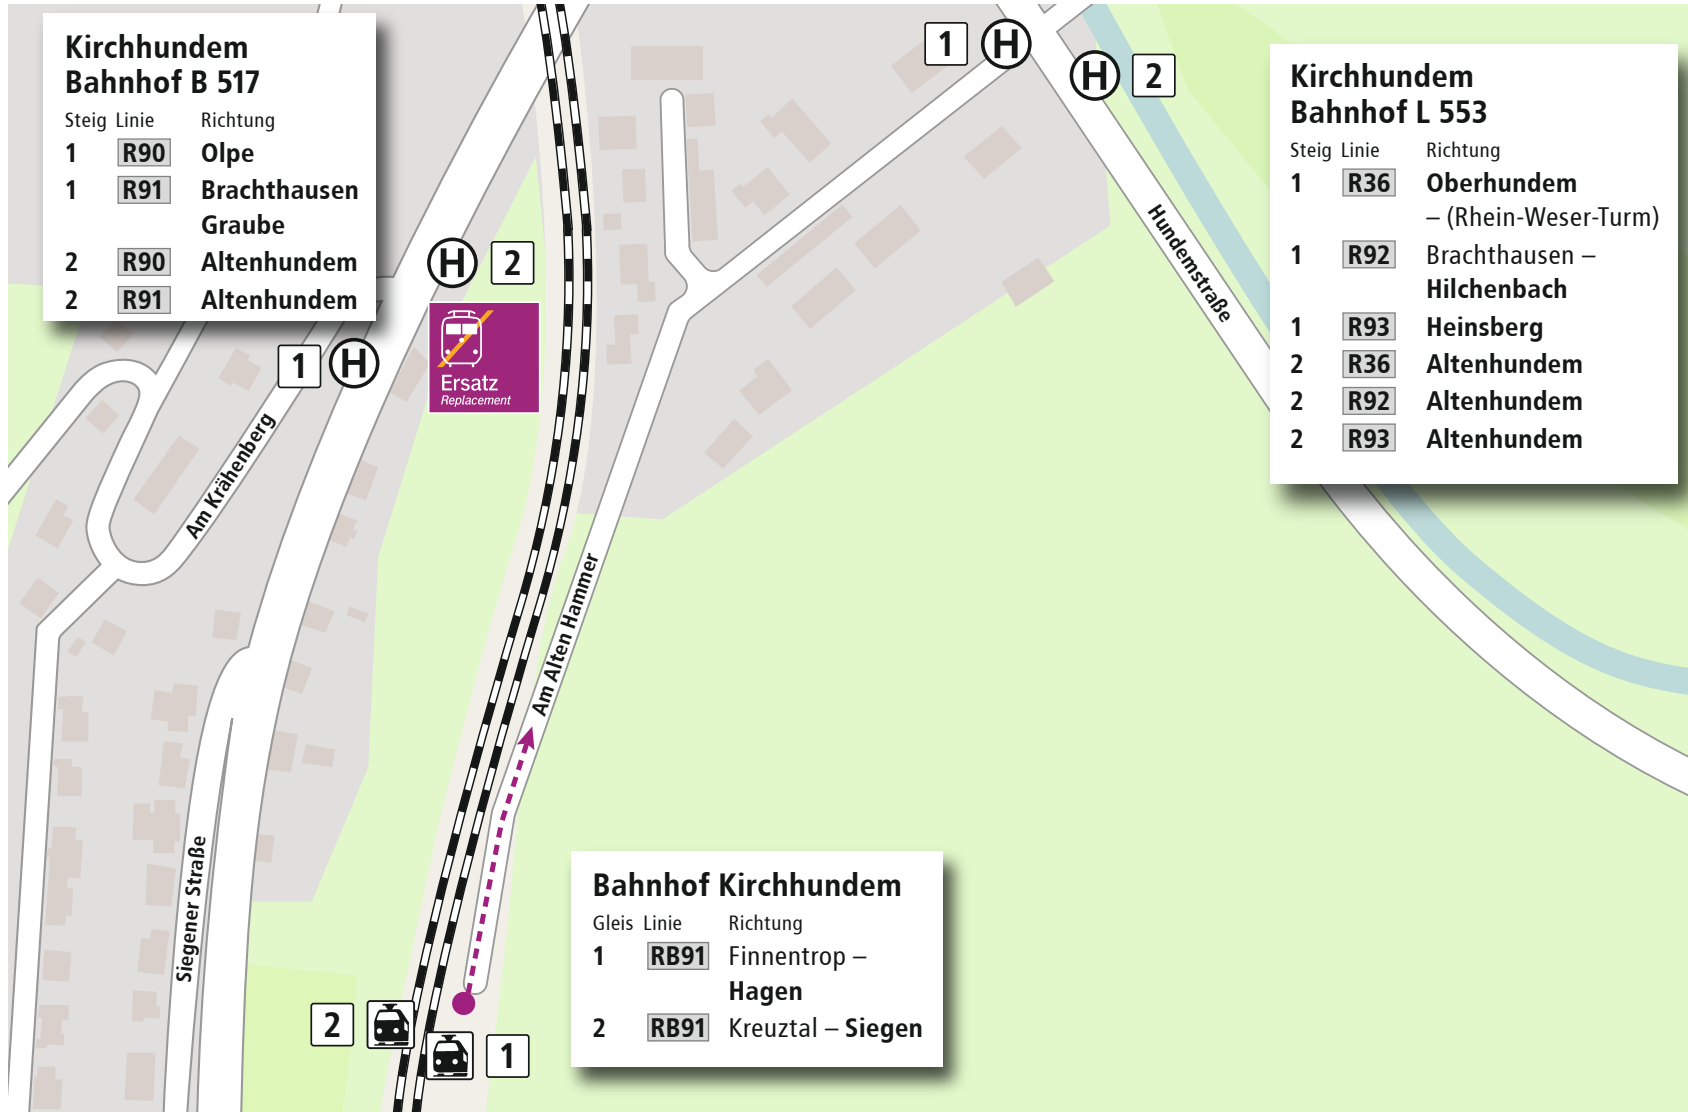 Kirchhundem
Bahnhof B 517
Steig Linie Richtung
1 R90 Olpe
1 R91 Brachthausen
Graube
2 R90 Altenhundem
2 R91 Altenhundem
1 H
H 2
Kirchhundem
Bahnhof L 553
Steig Linie Richtung
1 R36 Oberhundem
– (Rhein-Weser-Turm)
1 R92 Brachthausen –
Hilchenbach
1 R93 Heinsberg
2 R36 Altenhundem
2 R92 Altenhundem
2 R93 Altenhundem
H 2
1 H
Ersatz
Replacement
Hundemstraße
Am Krähenberg
Am Alten Hammer
Siegener Straße
Bahnhof Kirchhundem
Gleis Linie Richtung
1 RB91 Finnentrop –
Hagen
2 RB91 Kreuztal – Siegen
2
1